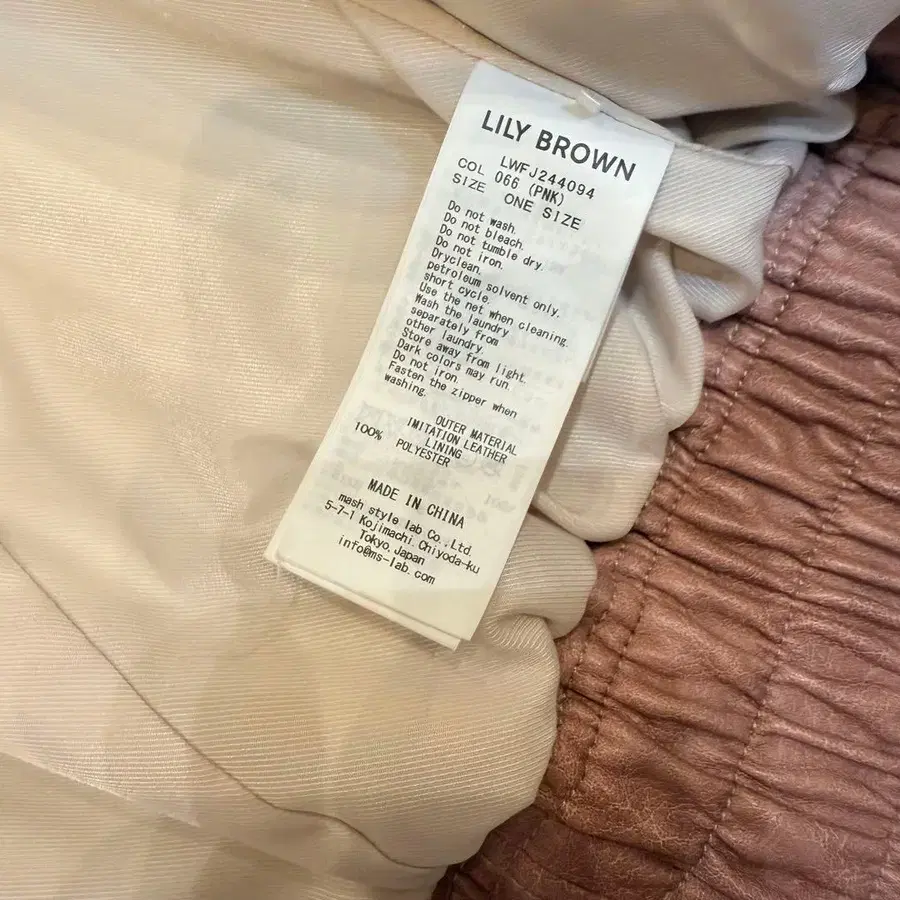 LILY BROWN
LWFJ244094
COL 066 (PNK)
SIZE ONE SIZE
Do not wash.
Do not bleach.
Do not tumble dry.
Do not iron.
Dryclean.
petroleum solvent only.
short cycle.
Use the net when cleaning.
Wash the laundry
separately from
other laundry.
Store away from light.
Dark colors may run.
Do not iron.
Fasten the zipper when
washing.
OUTER MATERIAL
IMITATION LEATHER
LINING
100% POLYESTER
MADE IN CHINA
mash style lab Co.,Ltd.
5-7-1 Kojimachi Chiyoda-ku
Tokyo.Japan
info@ms-lab.com